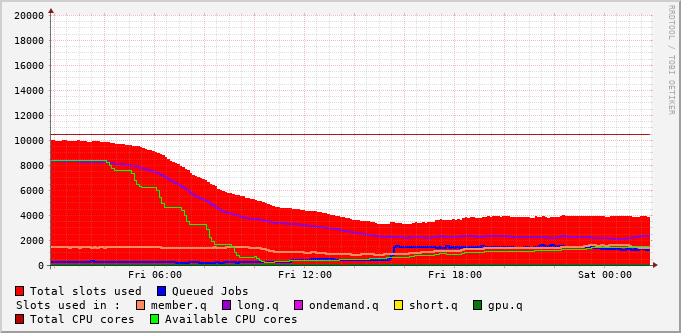 RRDTOOL / TOBI OETIKER
20000
18000
16000
14000
12000
10000
8000
6000
4000
2000
0
Fri 06:00 Fri 12:00 Fri 18:00 Sat 00:00
Total slots used Queued Jobs
Slots used in : member.q long.q ondemand.q short.q gpu.q
Total CPU cores Available CPU cores